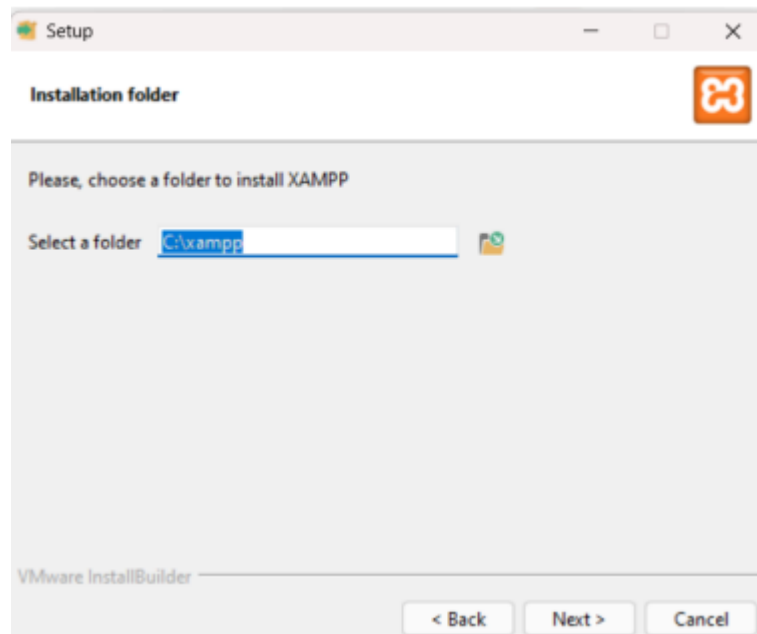 Setup
Installation folder
Please, choose a folder to install XAMPP
Select a folder C:\xampp
VMware InstallBuilder
< Back Next > Cancel